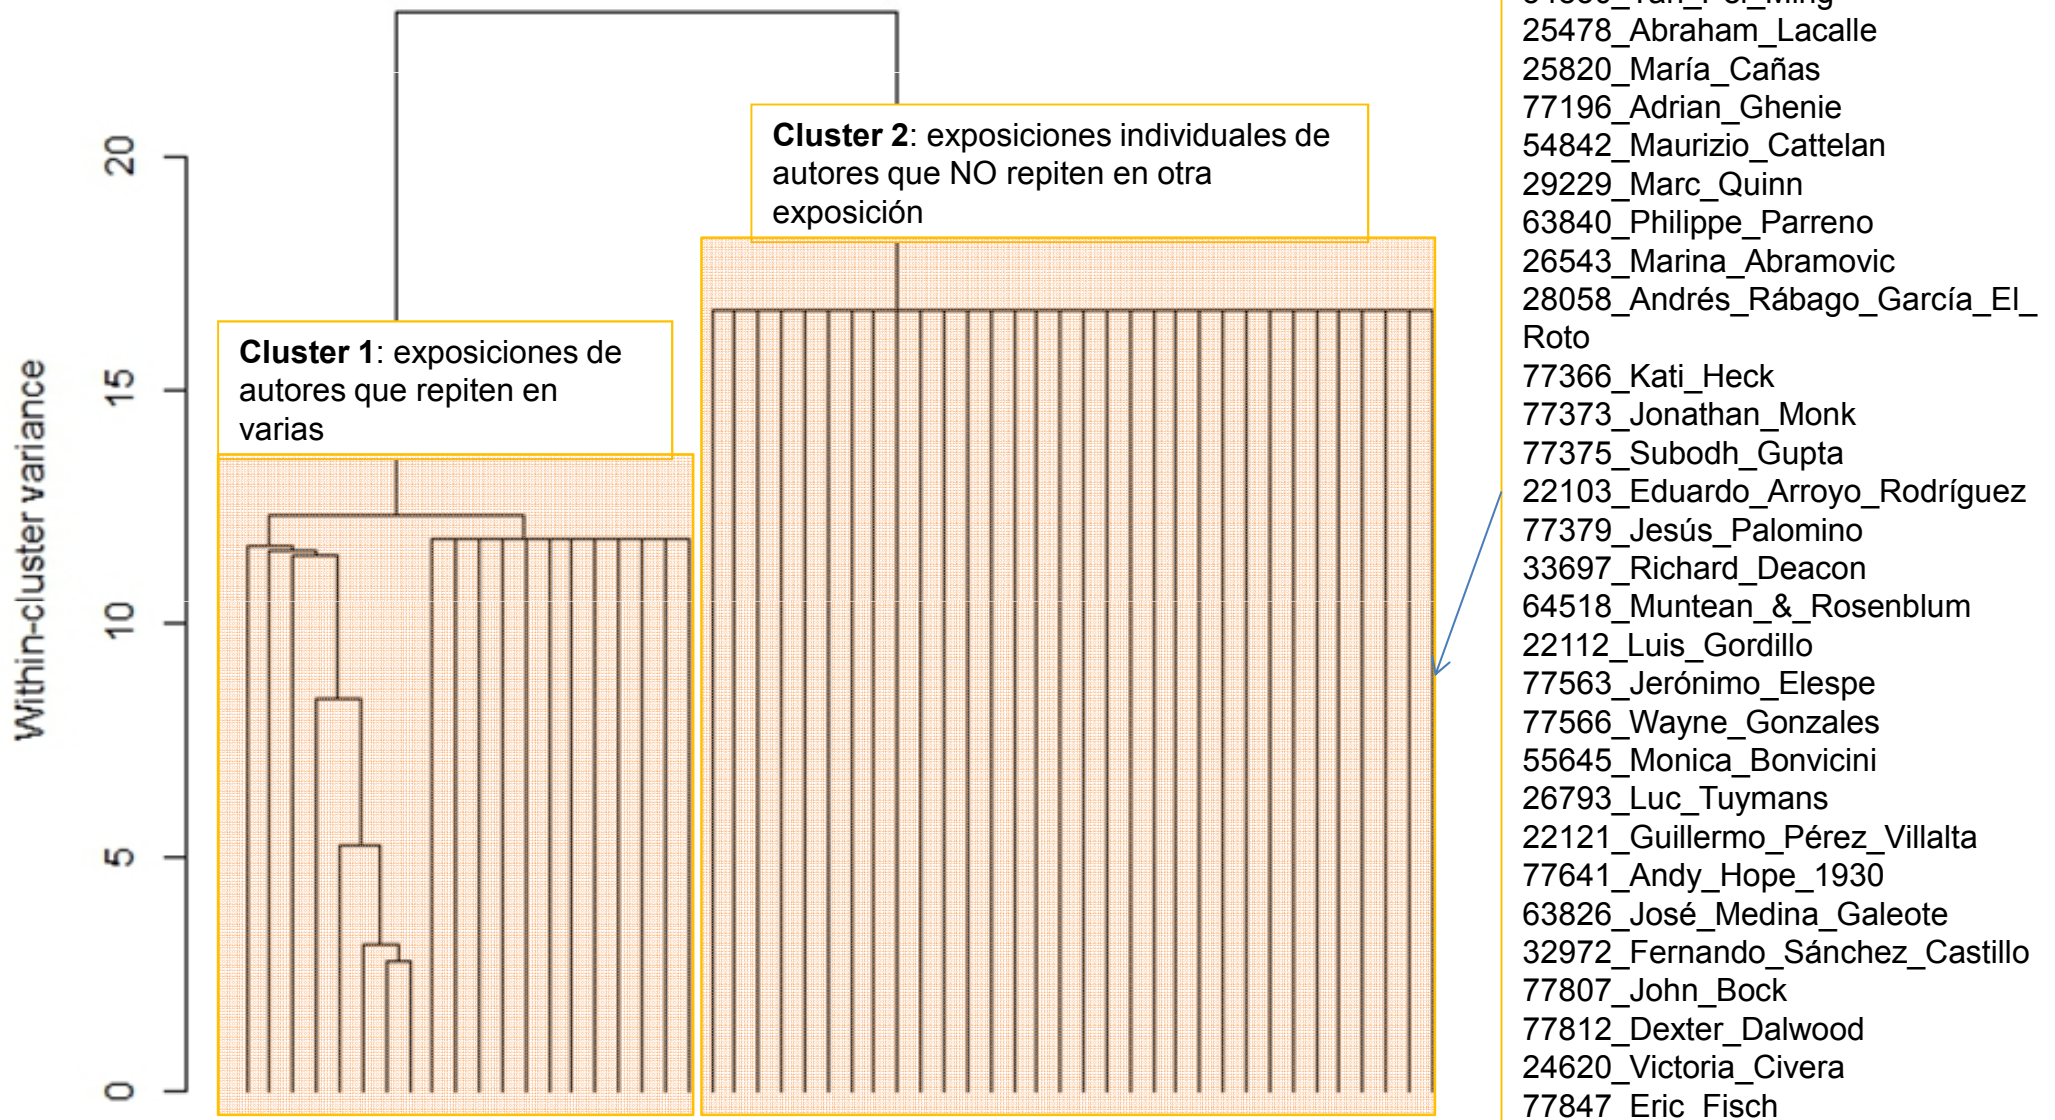 Within-cluster variance
20
15
10
5
0
Cluster 1: exposiciones de
autores que repiten en
varias
Cluster 2: exposiciones individuales de
autores que NO repiten en otra
exposición
25478_Abraham_Lacalle
25820_María_Cañas
77196_Adrian_Ghenie
54842_Maurizio_Cattelan
29229_Marc_Quinn
63840_Philippe_Parreno
26543_Marina_Abramovic
28058_Andrés_Rábago_García_El_
Roto
77366_Kati_Heck
77373_Jonathan_Monk
77375_Subodh_Gupta
22103_Eduardo_Arroyo_Rodríguez
77379_Jesús_Palomino
33697_Richard_Deacon
64518_Muntean_&_Rosenblum
22112_Luis_Gordillo
77563_Jerónimo_Elespe
77566_Wayne_Gonzales
55645_Monica_Bonvicini
26793_Luc_Tuymans
22121_Guillermo_Pérez_Villalta
77641_Andy_Hope_1930
63826_José_Medina_Galeote
32972_Fernando_Sánchez_Castillo
77807_John_Bock
77812_Dexter_Dalwood
24620_Victoria_Civera
77847_Eric_Fisch